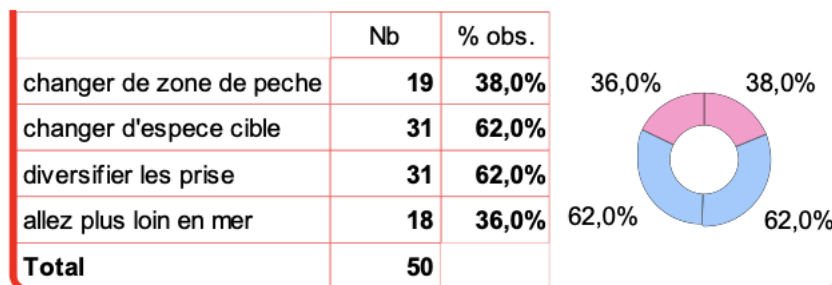 Nb % obs.
changer de zone de peche 19 38,0%
changer d'espece cible 31 62,0%
diversifier les prise 31 62,0%
allez plus loin en mer 18 36,0%
Total 50
36,0% 38,0%
62,0% 62,0%